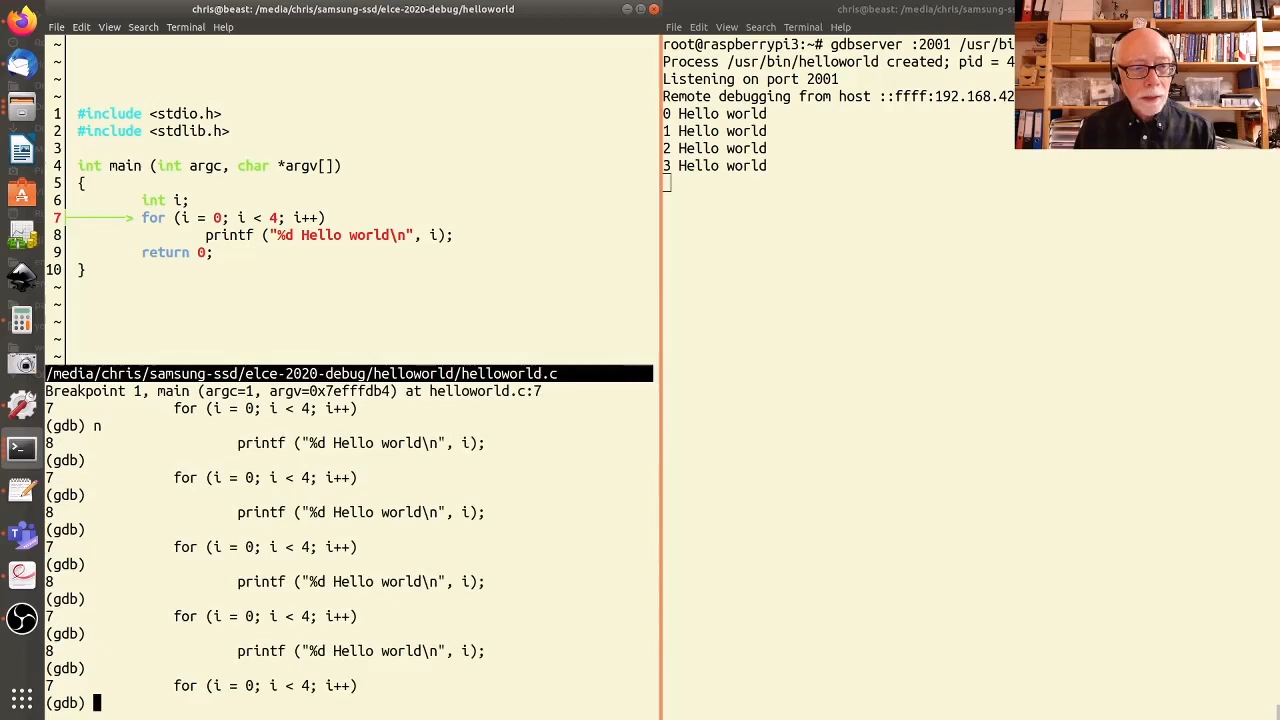 chris@beast: /media/chris/samsung-ssd/elce-2020-debug/helloworld
File Edit View Search Terminal Help
~
~
~
~
1 #include <stdio.h>
2 #include <stdlib.h>
3
4 int main (int argc, char *argv[])
5 {
6 int i;
7 > for (i = 0; i < 4; i++)
8 printf ("%d Hello world\n", i);
9 return 0;
10 }
~
~
~
~
~
/media/chris/samsung-ssd/elce-2020-debug/helloworld/helloworld.c
Breakpoint 1, main (argc=1, argv=0x7efffdb4) at helloworld.c:7
7 for (i = 0; i < 4; i++)
(gdb) n
8 printf ("%d Hello world\n", i);
(gdb)
7 for (i = 0; i < 4; i++)
(gdb)
8 printf ("%d Hello world\n", i);
(gdb)
7 for (i = 0; i < 4; i++)
(gdb)
8 printf ("%d Hello world\n", i);
(gdb)
7 for (i = 0; i < 4; i++)
(gdb)
8 printf ("%d Hello world\n", i);
(gdb)
7 for (i = 0; i < 4; i++)
(gdb)
chris@beast: /media/chris/samsung-ss
File Edit View Search Terminal Help
root@raspberrypi3:~# gdbserver :2001 /usr/bi
Process /usr/bin/helloworld created; pid = 4
Listening on port 2001
Remote debugging from host ::ffff:192.168.42
0 Hello world
1 Hello world
2 Hello world
3 Hello world